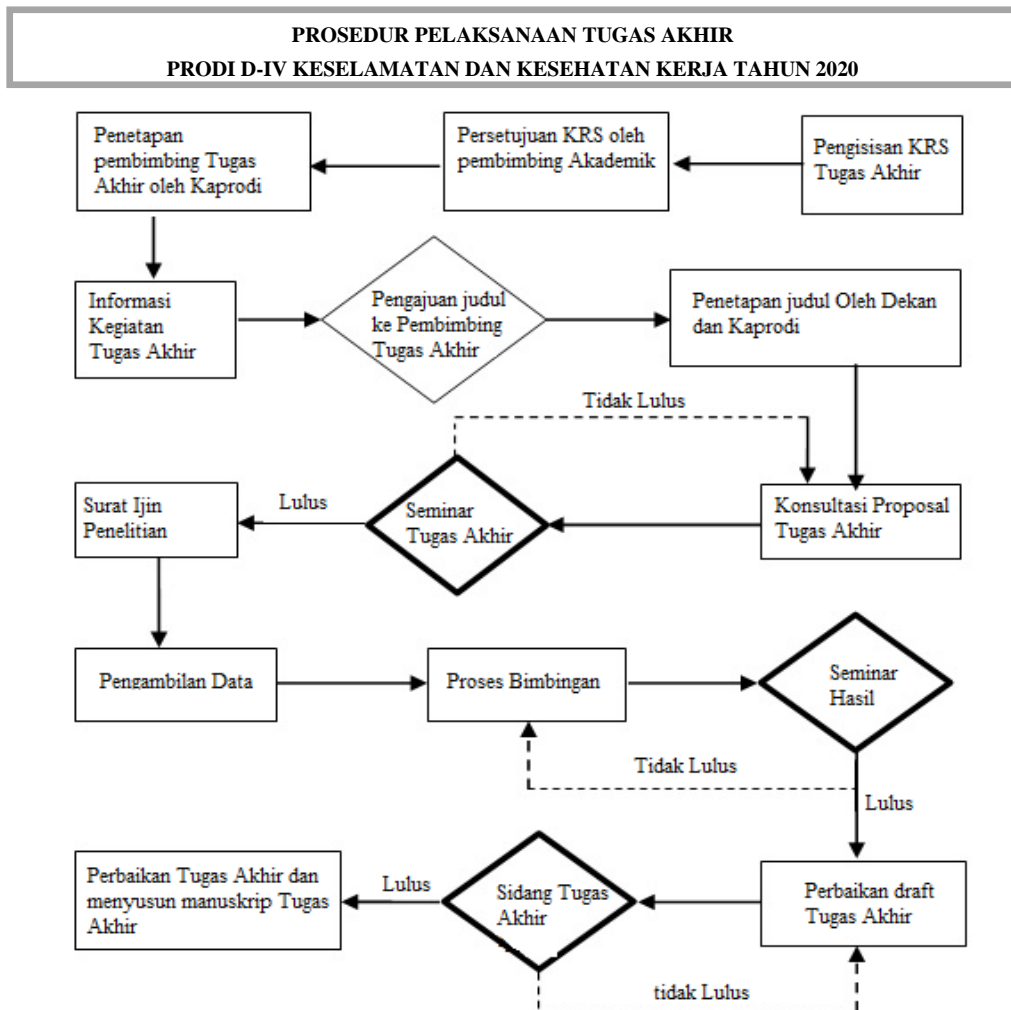 PROSEDUR PELAKSANAAN TUGAS AKHIR
PRODI D-IV KESELAMATAN DAN KESEHATAN KERJA TAHUN 2020
Penetapan
pembimbing Tugas
Akhir oleh Kaprodi
Persetujuan KRS oleh
pembimbing Akademik
Pengisisan KRS
Tugas Akhir
Informasi
Kegiatan
Tugas Akhir
Pengajuan judul
ke Pembimbing
Tugas Akhir
Penetapan judul Oleh Dekan
dan Kaprodi
Tidak Lulus
Surat Ijin
Penelitian
Lulus
Seminar
Tugas Akhir
Konsultasi Proposal
Tugas Akhir
Pengambilan Data
Proses Bimbingan
Seminar
Hasil
Tidak Lulus
Lulus
Perbaikan Tugas Akhir dan
menyusun manuskrip Tugas
Akhir
Lulus
Sidang Tugas
Akhir
Perbaikan draft
Tugas Akhir
tidak Lulus